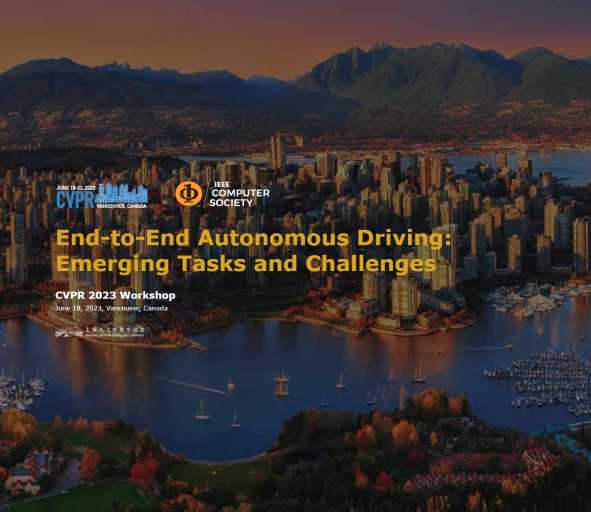 JUNE 18-22, 2023
CVPR
VANCOUVER, CANADA
IEEE
COMPUTER
SOCIETY
End-to-End Autonomous Driving:
Emerging Tasks and Challenges
CVPR 2023 Workshop
June 18, 2023, Vancouver, Canada